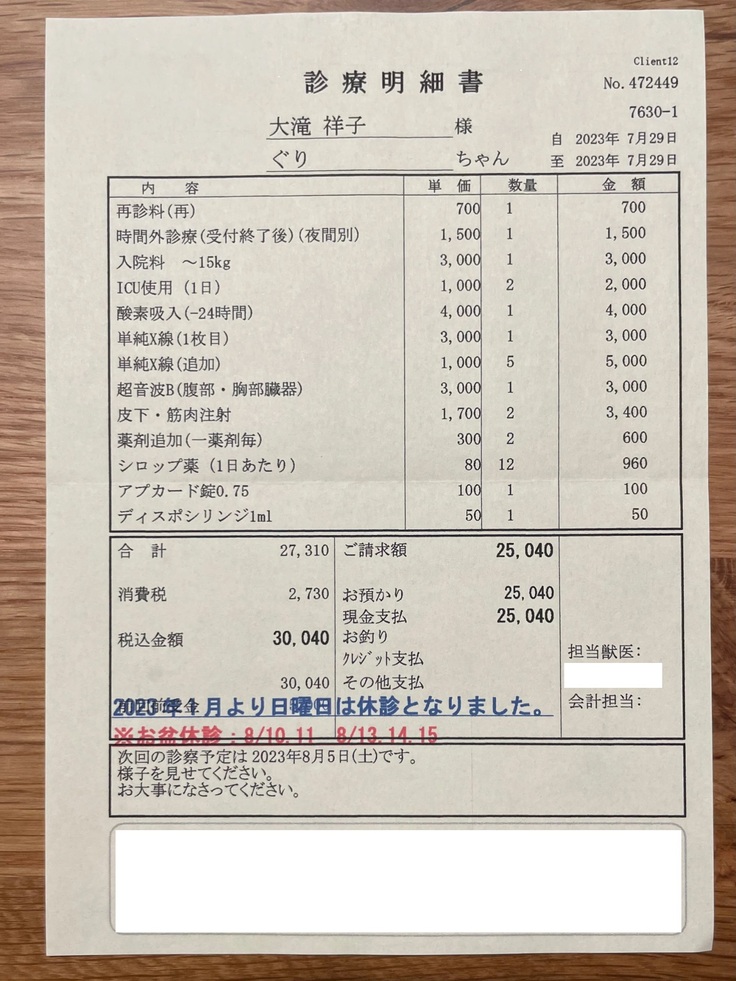 Client12
診療明細書
No. 472449
7630-1
大滝 祥子 様
自 2023年 7月29日
ぐり ちゃん
至 2023年 7月29日
内 容 単 価 数量 金 額
再診料(再) 700 1 700
時間外診療(受付終了後)(夜間別) 1,500 1 1,500
入院料 ～15kg 3,000 1 3,000
ICU使用 (1日) 1,000 2 2,000
酸素吸入(-24時間) 4,000 1 4,000
単純X線(1枚目) 3,000 1 3,000
単純X線(追加) 1,000 5 5,000
超音波B(腹部・胸部臓器) 3,000 1 3,000
皮下・筋肉注射 1,700 2 3,400
薬剤追加(一薬剤毎) 300 2 600
シロップ薬 (1日あたり) 80 12 960
アプカード錠0.75 100 1 100
ディスポシリンジ1ml 50 1 50
合 計 27,310 ご請求額 25,040
消費税 2,730 お預かり 25,040
現金支払 25,040
税込金額 30,040 お釣り
ｸﾚｼﾞｯﾄ支払
担当獣医:
30,040 その他支払
会計担当:
2023年1月より日曜日は休診となりました。
※お盆休診：8/10.11 8/13.14.15
次回の診察予定は 2023年8月5日(土)です。
様子を見せてください。
お大事になさってください。